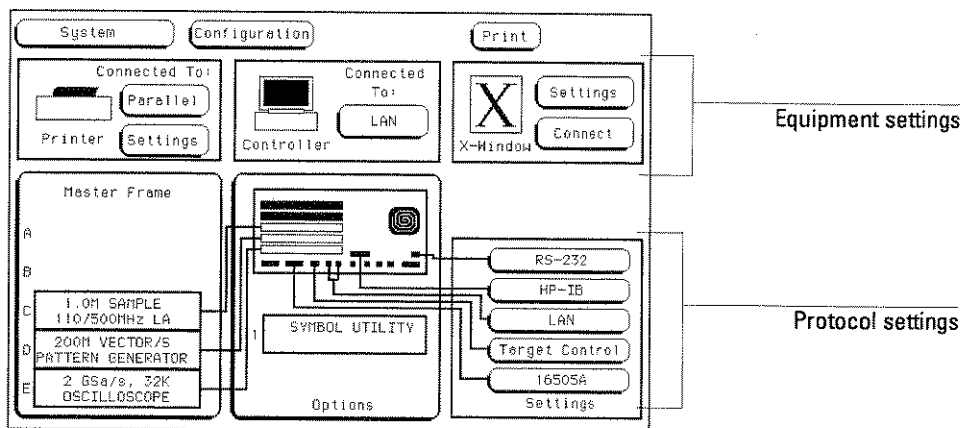 System
Configuration
Print
Connected To:
Parallel
Printer
Settings
Connected
To:
LAN
Controller
X
X-Window
Settings
Connect
Equipment settings
Master Frame
A
B
C
1.0M SAMPLE
110/500MHz LA
D
200M VECTOR/S
PATTERN GENERATOR
E
2 GSa/s, 32K
OSCILLOSCOPE
1
SYMBOL UTILITY
Options
RS-232
HP-IB
LAN
Target Control
16505A
Settings
Protocol settings